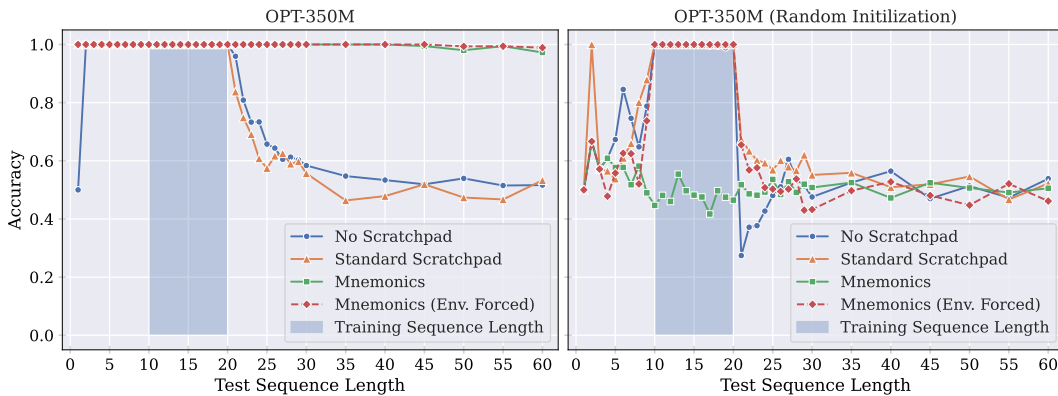 OPT-350M
Accuracy
1.0
0.8
0.6
0.4
0.2
0.0
No Scratchpad
Standard Scratchpad
Mnemonics
Mnemonics (Env. Forced)
Training Sequence Length
0 5 10 15 20 25 30 35 40 45 50 55 60
Test Sequence Length
OPT-350M (Random Initilization)
No Scratchpad
Standard Scratchpad
Mnemonics
Mnemonics (Env. Forced)
Training Sequence Length
0 5 10 15 20 25 30 35 40 45 50 55 60
Test Sequence Length